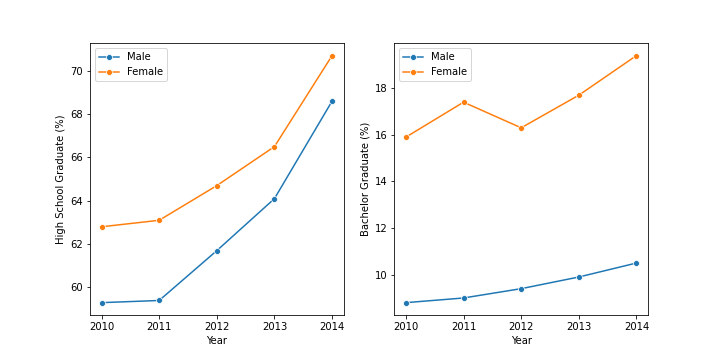 Male
Female
High School Graduate (%)
70
68
66
64
62
60
2010 2011 2012 2013 2014
Year
Male
Female
Bachelor Graduate (%)
18
16
14
12
10
2010 2011 2012 2013 2014
Year